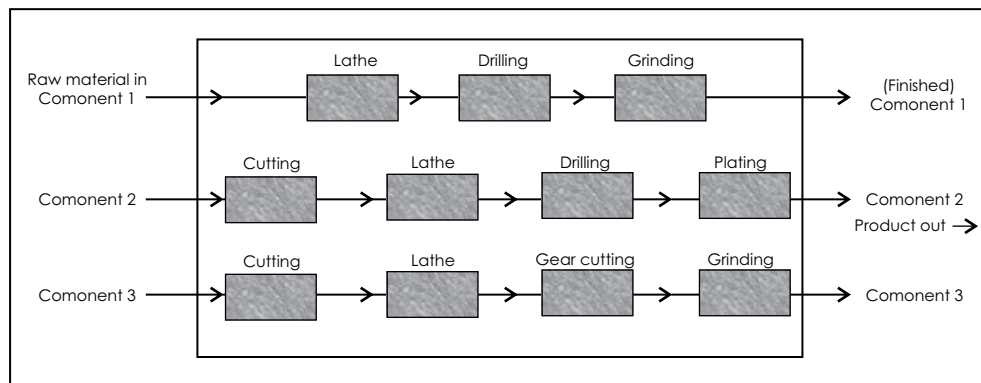 Lathe Drilling Grinding
Raw material in
Comonent 1
(Finished)
Comonent 1
Cutting Lathe Drilling Plating
Comonent 2
Comonent 2
Product out
Cutting Lathe Gear cutting Grinding
Comonent 3
Comonent 3